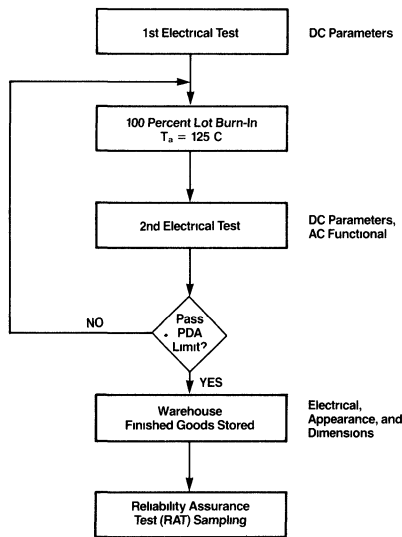 1st Electrical Test
DC Parameters
100 Percent Lot Burn-In
Ta = 125 C
2nd Electrical Test
DC Parameters,
AC Functional
Pass
PDA
Limit?
NO
YES
Warehouse
Finished Goods Stored
Electrical,
Appearance, and
Dimensions
Reliability Assurance
Test (RAT) Sampling